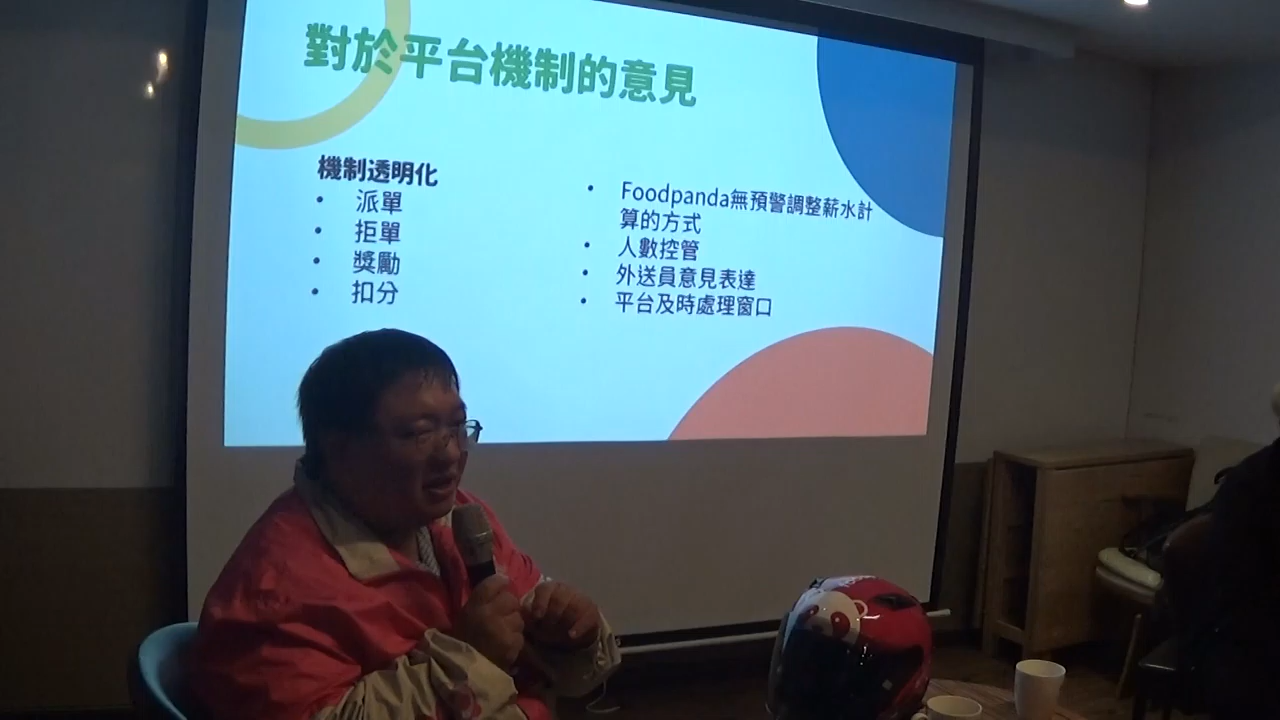 對於平台機制的意見
機制透明化
• 派單
• 拒單
• 獎勵
• 扣分
• Foodpanda無預警調整薪水計
算的方式
• 人數控管
• 外送員意見表達
• 平台及時處理窗口